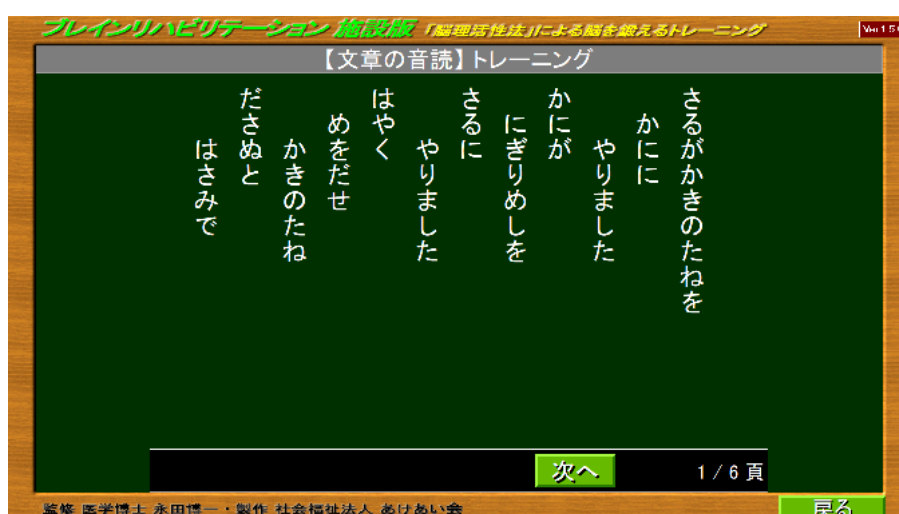 ブレインリハビリテーション 施設版 「脳理活性法」による脳を鍛えるトレーニング
【文章の音読】トレーニング
さるがかきのたねを
かにに
やりました
かにが
にぎりめしを
さるに
やりました
はやく
めをだせ
かきのたね
ださぬと
はさみで
次へ
1/6頁
監修 医学博士 永田博一・製作 社会福祉法人 あけあい会
戻る